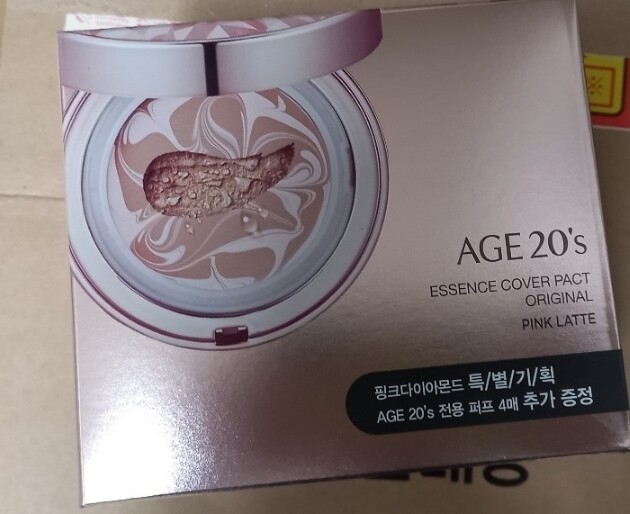 AGE 20's
ESSENCE COVER PACT
ORIGINAL
PINK LATTE
핑크다이아몬드 특/별/기/획
AGE 20's 전용 퍼프 4매 추가 증정